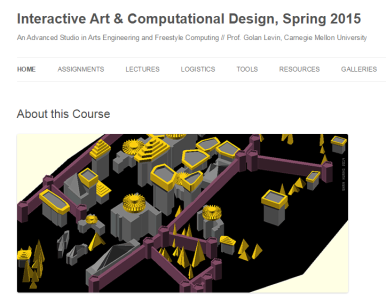 Interactive Art & Computational Design, Spring 2015
An Advanced Studio in Arts Engineering and Freestyle Computing // Prof. Golan Levin, Carnegie Mellon University
HOME ASSIGNMENTS LECTURES LOGISTICS TOOLS RESOURCES GALLERIES
About this Course